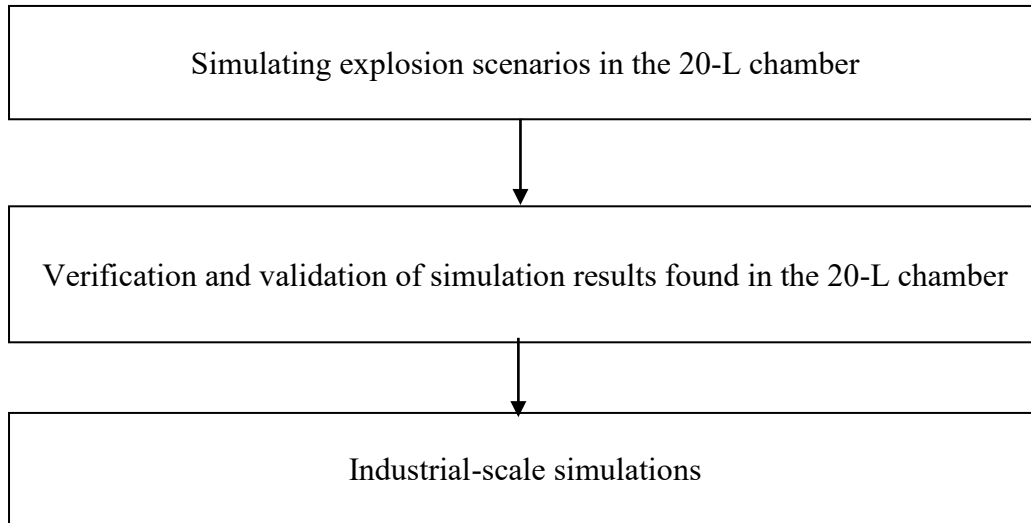 Simulating explosion scenarios in the 20-L chamber
Verification and validation of simulation results found in the 20-L chamber
Industrial-scale simulations